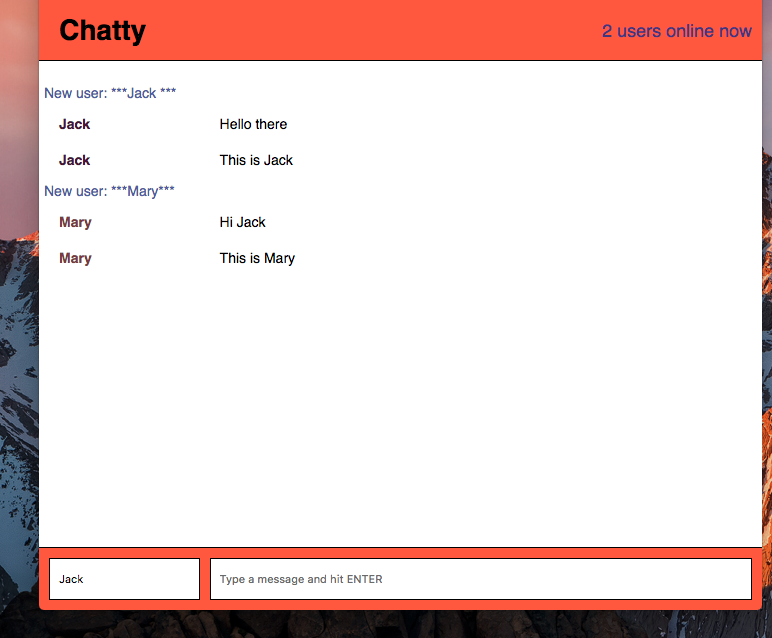 Chatty 2 users online now
New user: ***Jack ***
Jack Hello there
Jack This is Jack
New user: ***Mary***
Mary Hi Jack
Mary This is Mary
Jack Type a message and hit ENTER